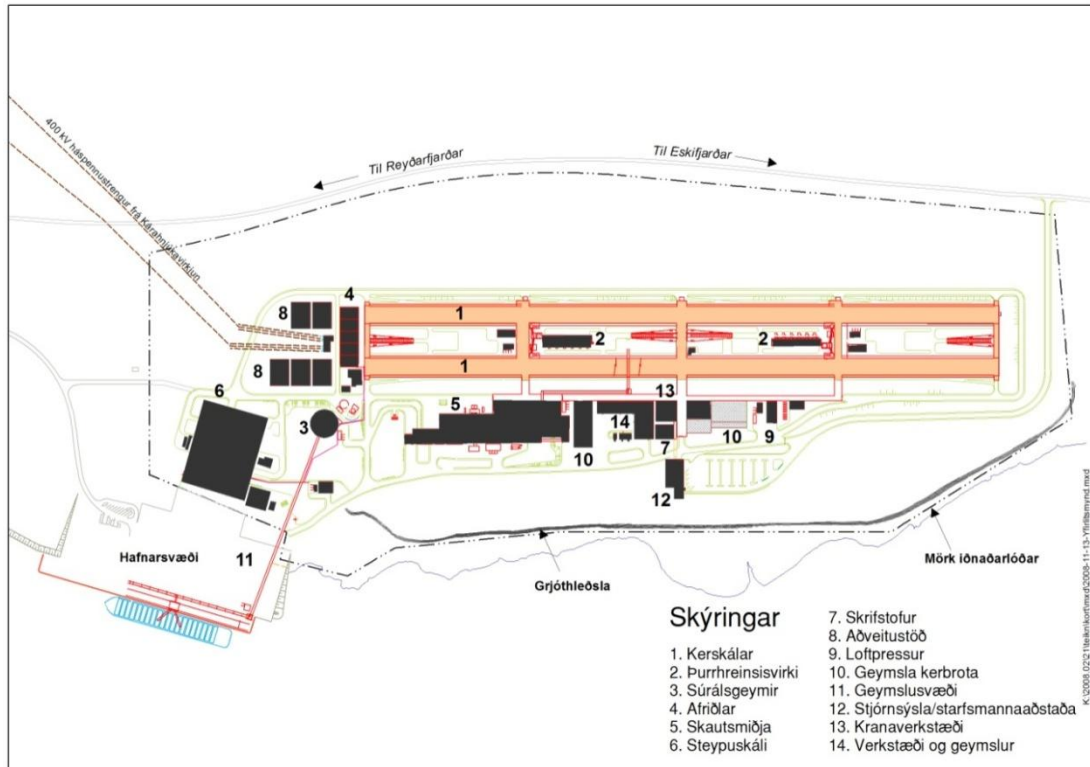 Til Reyðarfjarðar
Til Eskifjarðar
400 kV háspennustrengur frá Kárahnjúkavirkjun
4
8
1
2
2
8
1
6
13
5
3
14
10
10
9
7
12
11
Hafnarsvæði
Grjóthleðsla
Mörk iðnaðarlóðar
Skýringar
1. Kerskálar
2. Þurrhreinsivirki
3. Súrálsgeymir
4. Afriðlar
5. Skautsmiðja
6. Steypuskáli
7. Skrifstofur
8. Aðveitustöð
9. Loftpressur
10. Geymsla kerbrota
11. Geymslusvæði
12. Stjórnsýsla/starfsmannaaðstaða
13. Kranaverkstæði
14. Verkstæði og geymslur